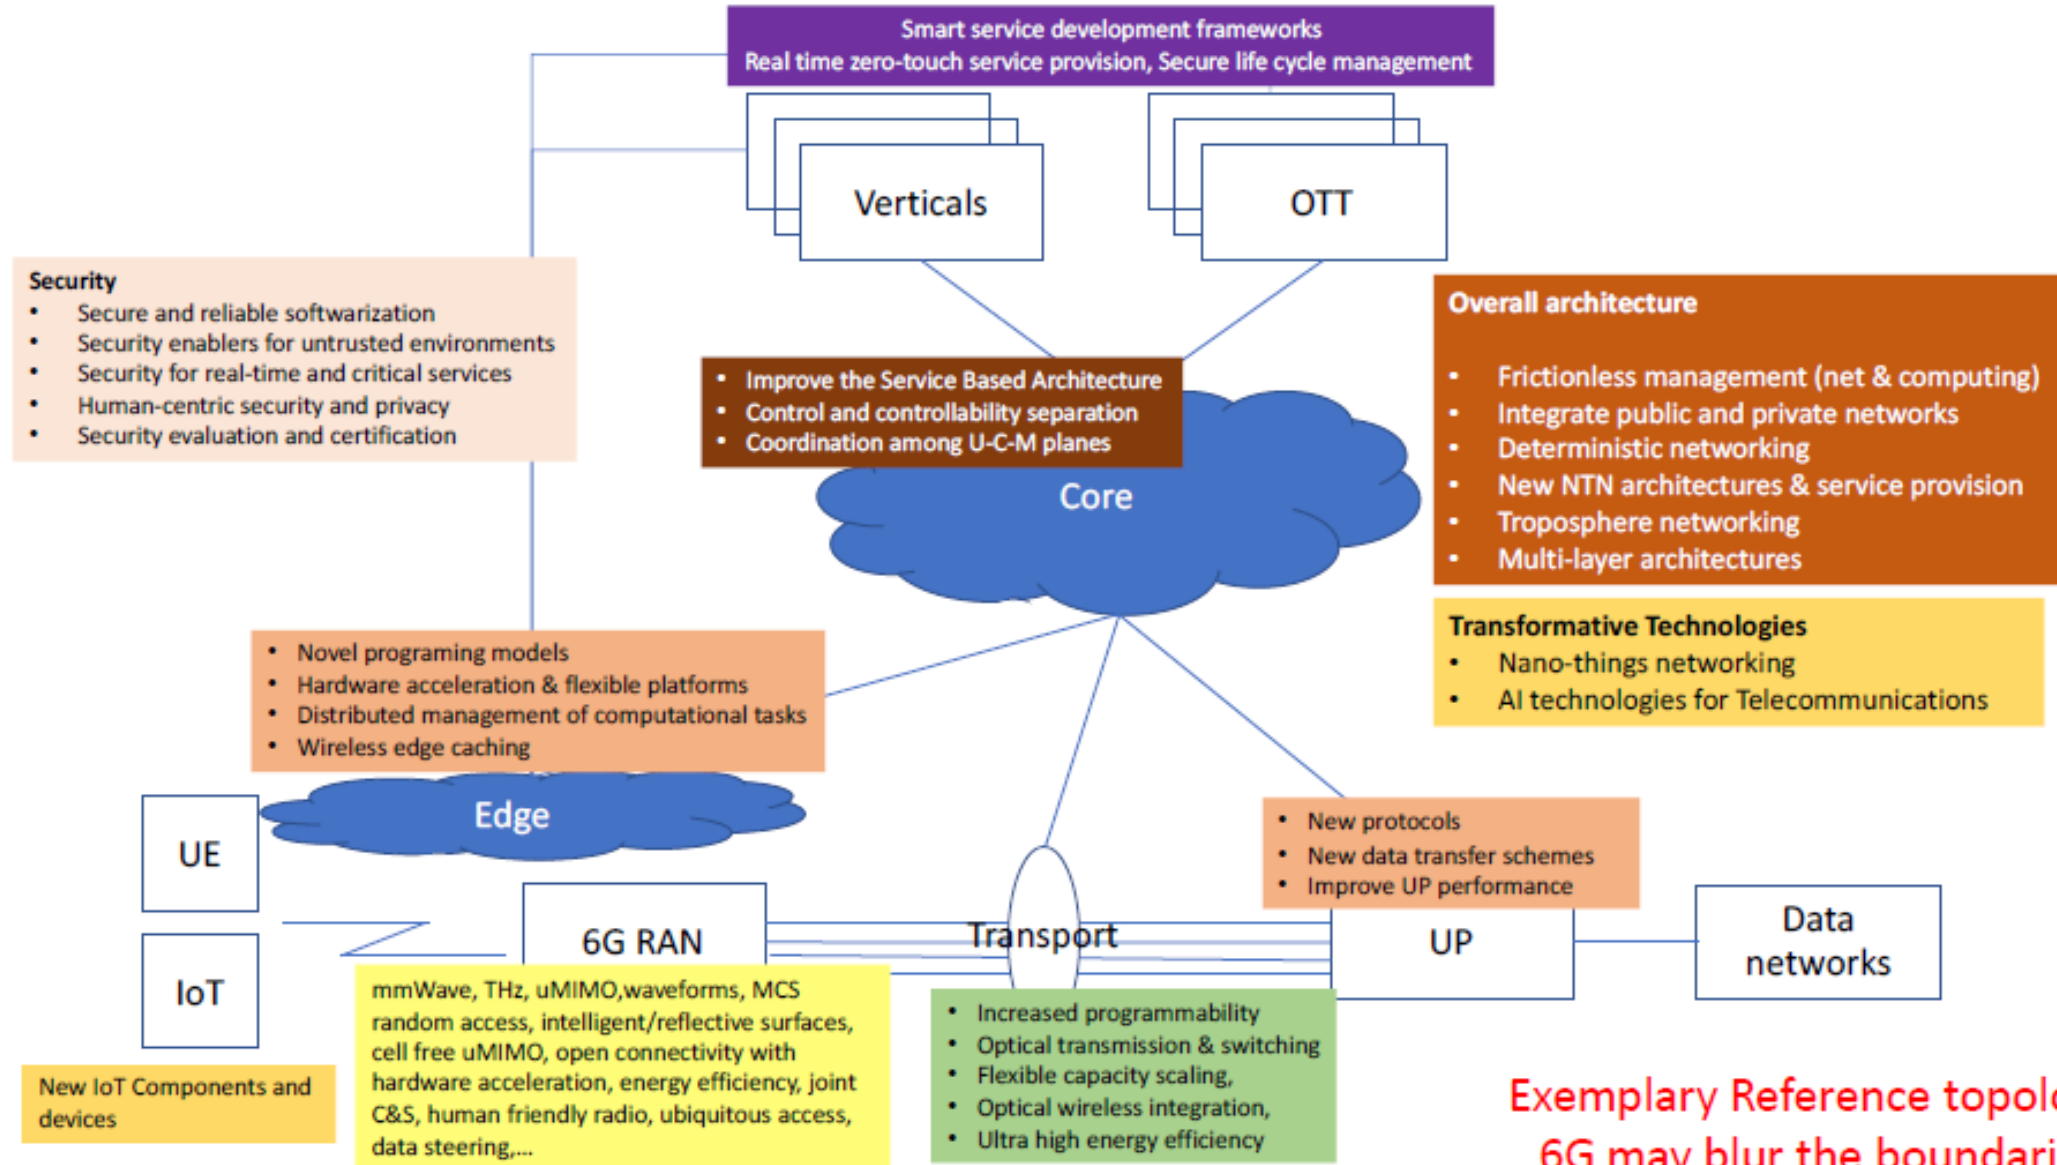 Smart service development frameworks
Real time zero-touch service provision, Secure life cycle management
Verticals
OTT
Security
• Secure and reliable softwarization
• Security enablers for untrusted environments
• Security for real-time and critical services
• Human-centric security and privacy
• Security evaluation and certification
• Improve the Service Based Architecture
• Control and controllability separation
• Coordination among U-C-M planes
Core
Overall architecture
• Frictionless management (net & computing)
• Integrate public and private networks
• Deterministic networking
• New NTN architectures & service provision
• Troposphere networking
• Multi-layer architectures
Transformative Technologies
• Nano-things networking
• AI technologies for Telecommunications
• Novel programing models
• Hardware acceleration & flexible platforms
• Distributed management of computational tasks
• Wireless edge caching
Edge
UE
IoT
New IoT Components and
devices
6G RAN
mmWave, THz, uMIMO,waveforms, MCS
random access, intelligent/reflective surfaces,
cell free uMIMO, open connectivity with
hardware acceleration, energy efficiency, joint
C&S, human friendly radio, ubiquitous access,
data steering,...
Transport
• Increased programmability
• Optical transmission & switching
• Flexible capacity scaling,
• Optical wireless integration,
• Ultra high energy efficiency
• New protocols
• New data transfer schemes
• Improve UP performance
UP
Data
networks
Exemplary Reference
6G may blur the